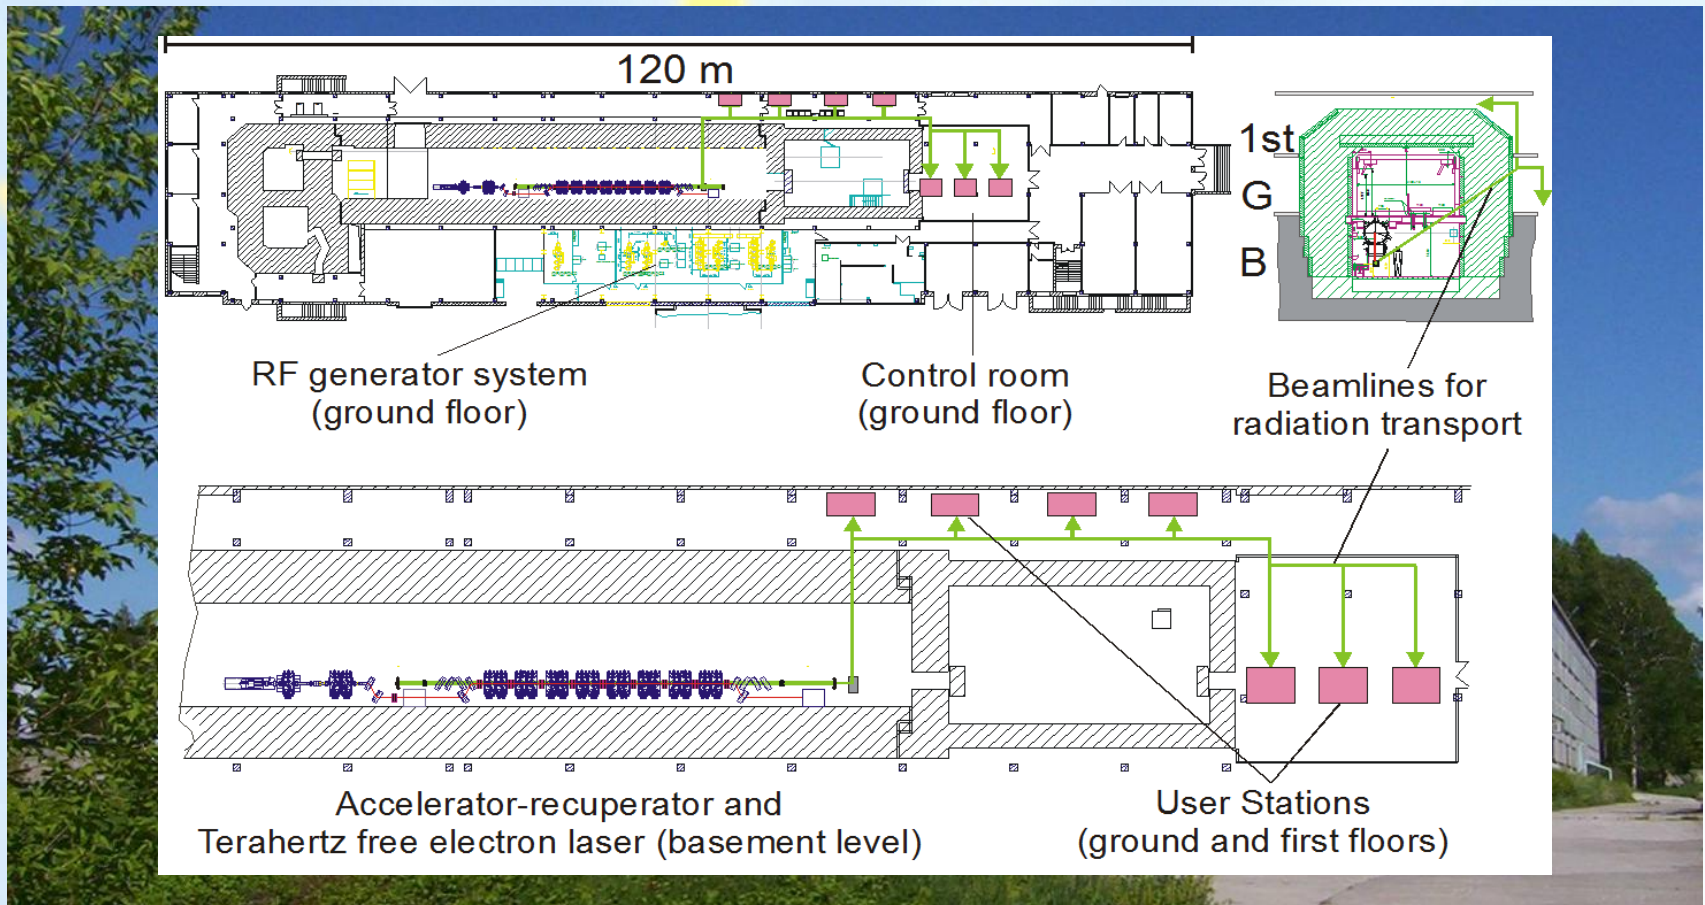 120 m
1st
G
B
RF generator system
(ground floor)
Control room
(ground floor)
Beamlines for
radiation transport
Accelerator-recuperator and
Terahertz free electron laser (basement level)
User Stations
(ground and first floors)